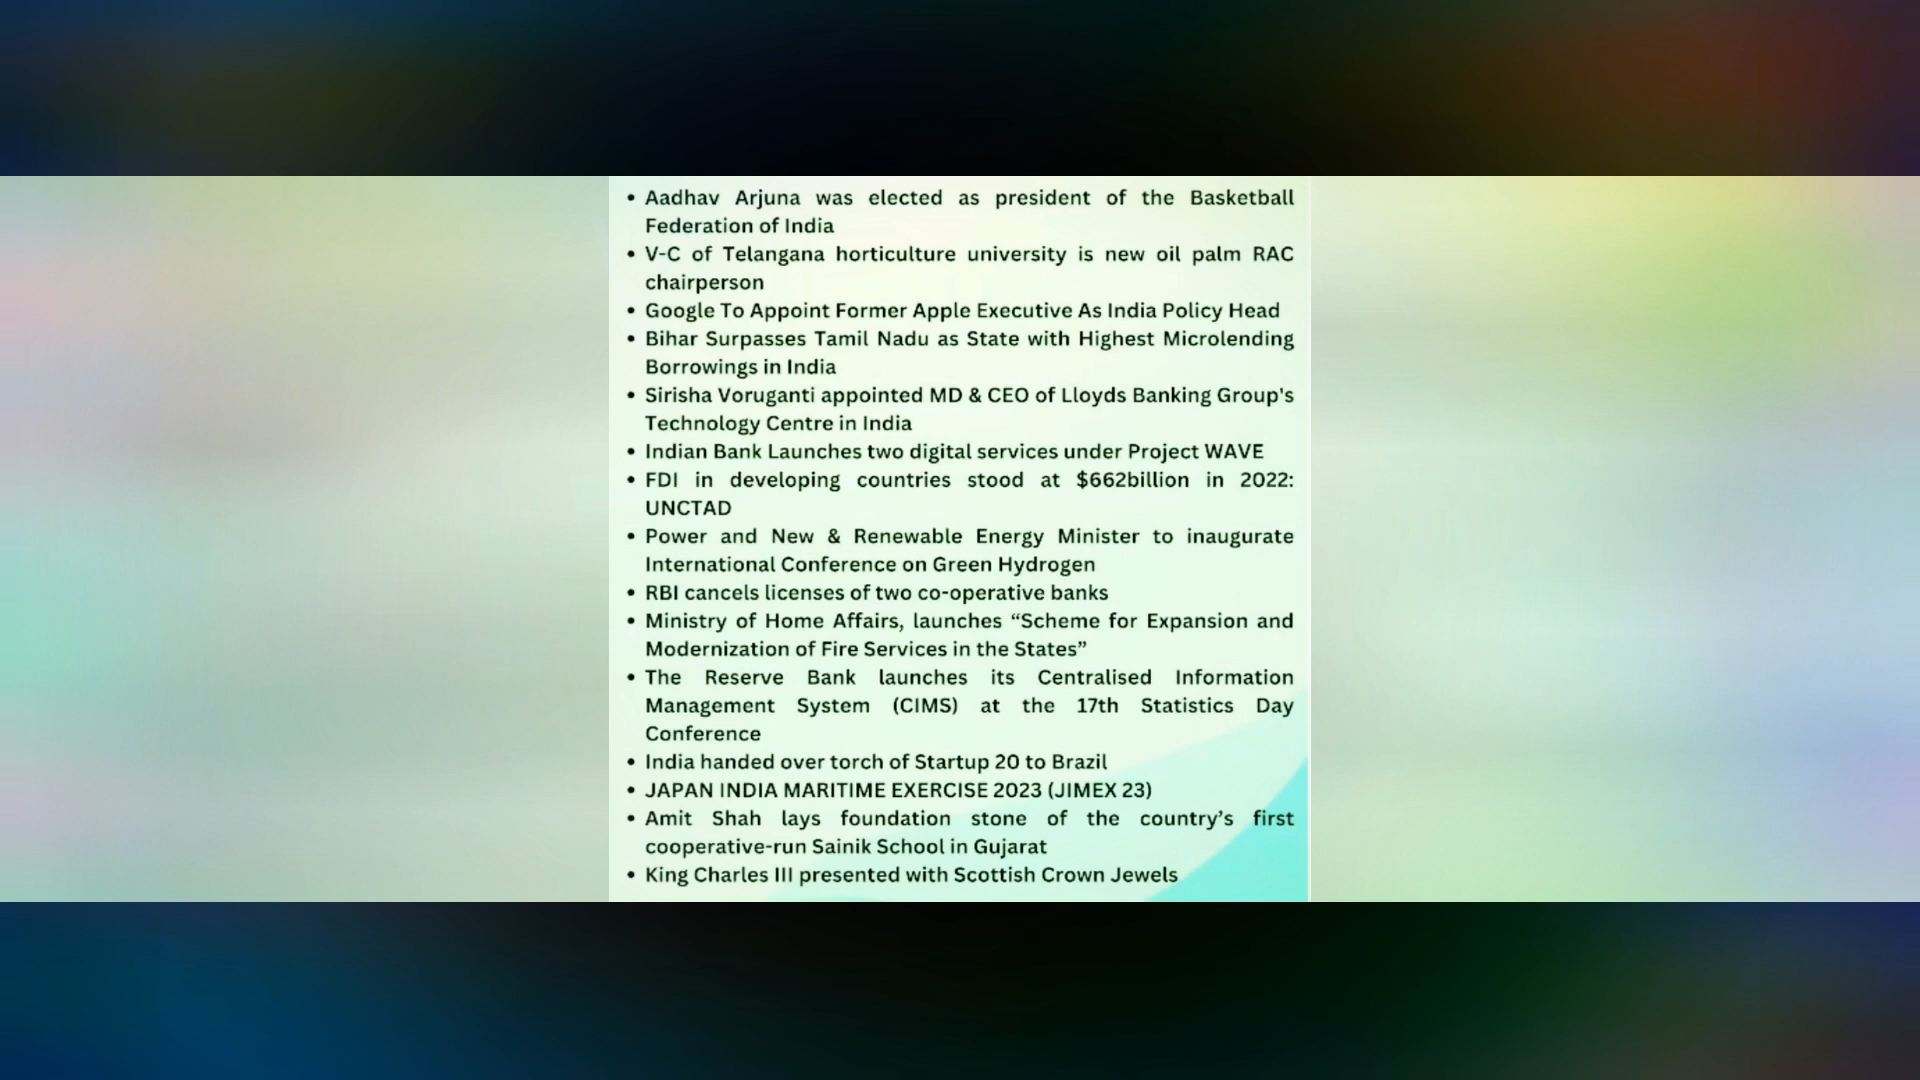 • Aadhav Arjuna was elected as president of the Basketball
Federation of India
• V-C of Telangana horticulture university is new oil palm RAC
chairperson
• Google To Appoint Former Apple Executive As India Policy Head
• Bihar Surpasses Tamil Nadu as State with Highest Microlending
Borrowings in India
• Sirisha Voruganti appointed MD & CEO of Lloyds Banking Group's
Technology Centre in India
• Indian Bank Launches two digital services under Project WAVE
• FDI in developing countries stood at $662billion in 2022:
UNCTAD
• Power and New & Renewable Energy Minister to inaugurate
International Conference on Green Hydrogen
• RBI cancels licenses of two co-operative banks
• Ministry of Home Affairs, launches “Scheme for Expansion and
Modernization of Fire Services in the States”
• The Reserve Bank launches its Centralised Information
Management System (CIMS) at the 17th Statistics Day
Conference
• India handed over torch of Startup 20 to Brazil
• JAPAN INDIA MARITIME EXERCISE 2023 (JIMEX 23)
• Amit Shah lays foundation stone of the country’s first
cooperative-run Sainik School in Gujarat
• King Charles III presented with Scottish Crown Jewels